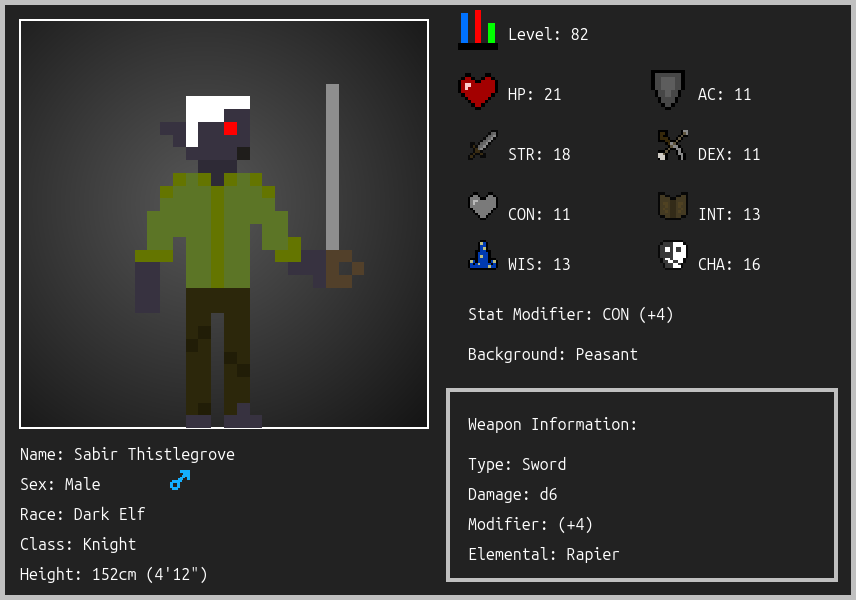 Level: 82
HP: 21
AC: 11
STR: 18
DEX: 11
CON: 11
INT: 13
WIS: 13
CHA: 16
Stat Modifier: CON (+4)
Background: Peasant
Name: Sabir Thistlegrove
Sex: Male
Race: Dark Elf
Class: Knight
Height: 152cm (4'12")
Weapon Information:
Type: Sword
Damage: d6
Modifier: (+4)
Elemental: Rapier